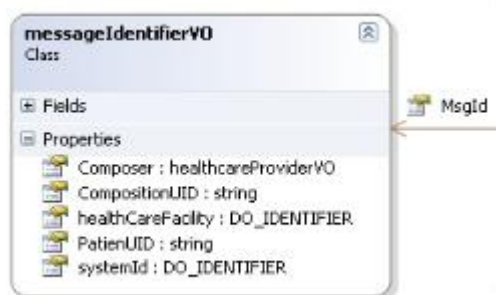 messageIdentifierVO
Class
Fields
MsgId
Properties
Composer : healthcareProviderVO
CompositionUID : string
healthCareFacility : DO_IDENTIFIER
PatienUID : string
systemId : DO_IDENTIFIER